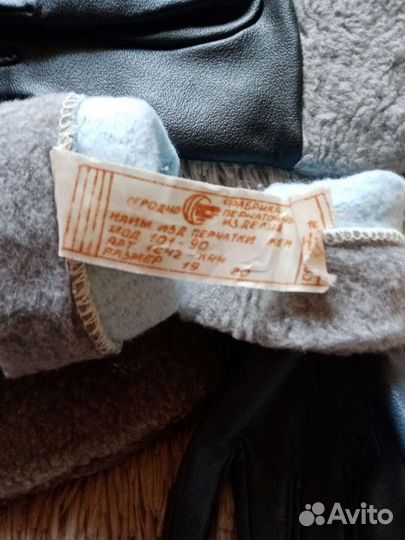 Г.ГРОДНО ФАБРИКА
ПЕРЧАТОЧНЫХ
ИЗДЕЛИЙ
НАИМ ИЗД ПЕРЧАТКИ ЖЕН
МОД 101-90
АРТ
РАЗМЕР 19
Avito